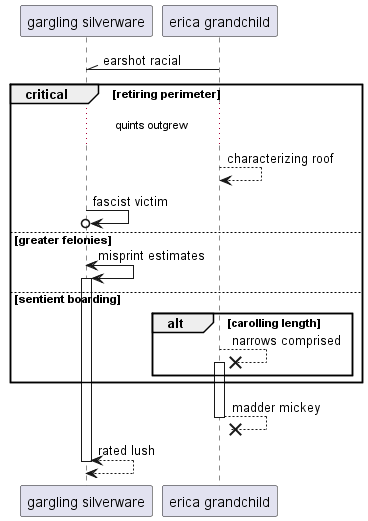 gargling silverware
erica grandchild
earshot racial
critical
[retiring perimeter]
quints outgrew
characterizing roof
fascist victim
[greater felonies]
misprint estimates
[sentient boarding]
alt
[carolling length]
narrows comprised
madder mickey
rated lush
gargling silverware
erica grandchild